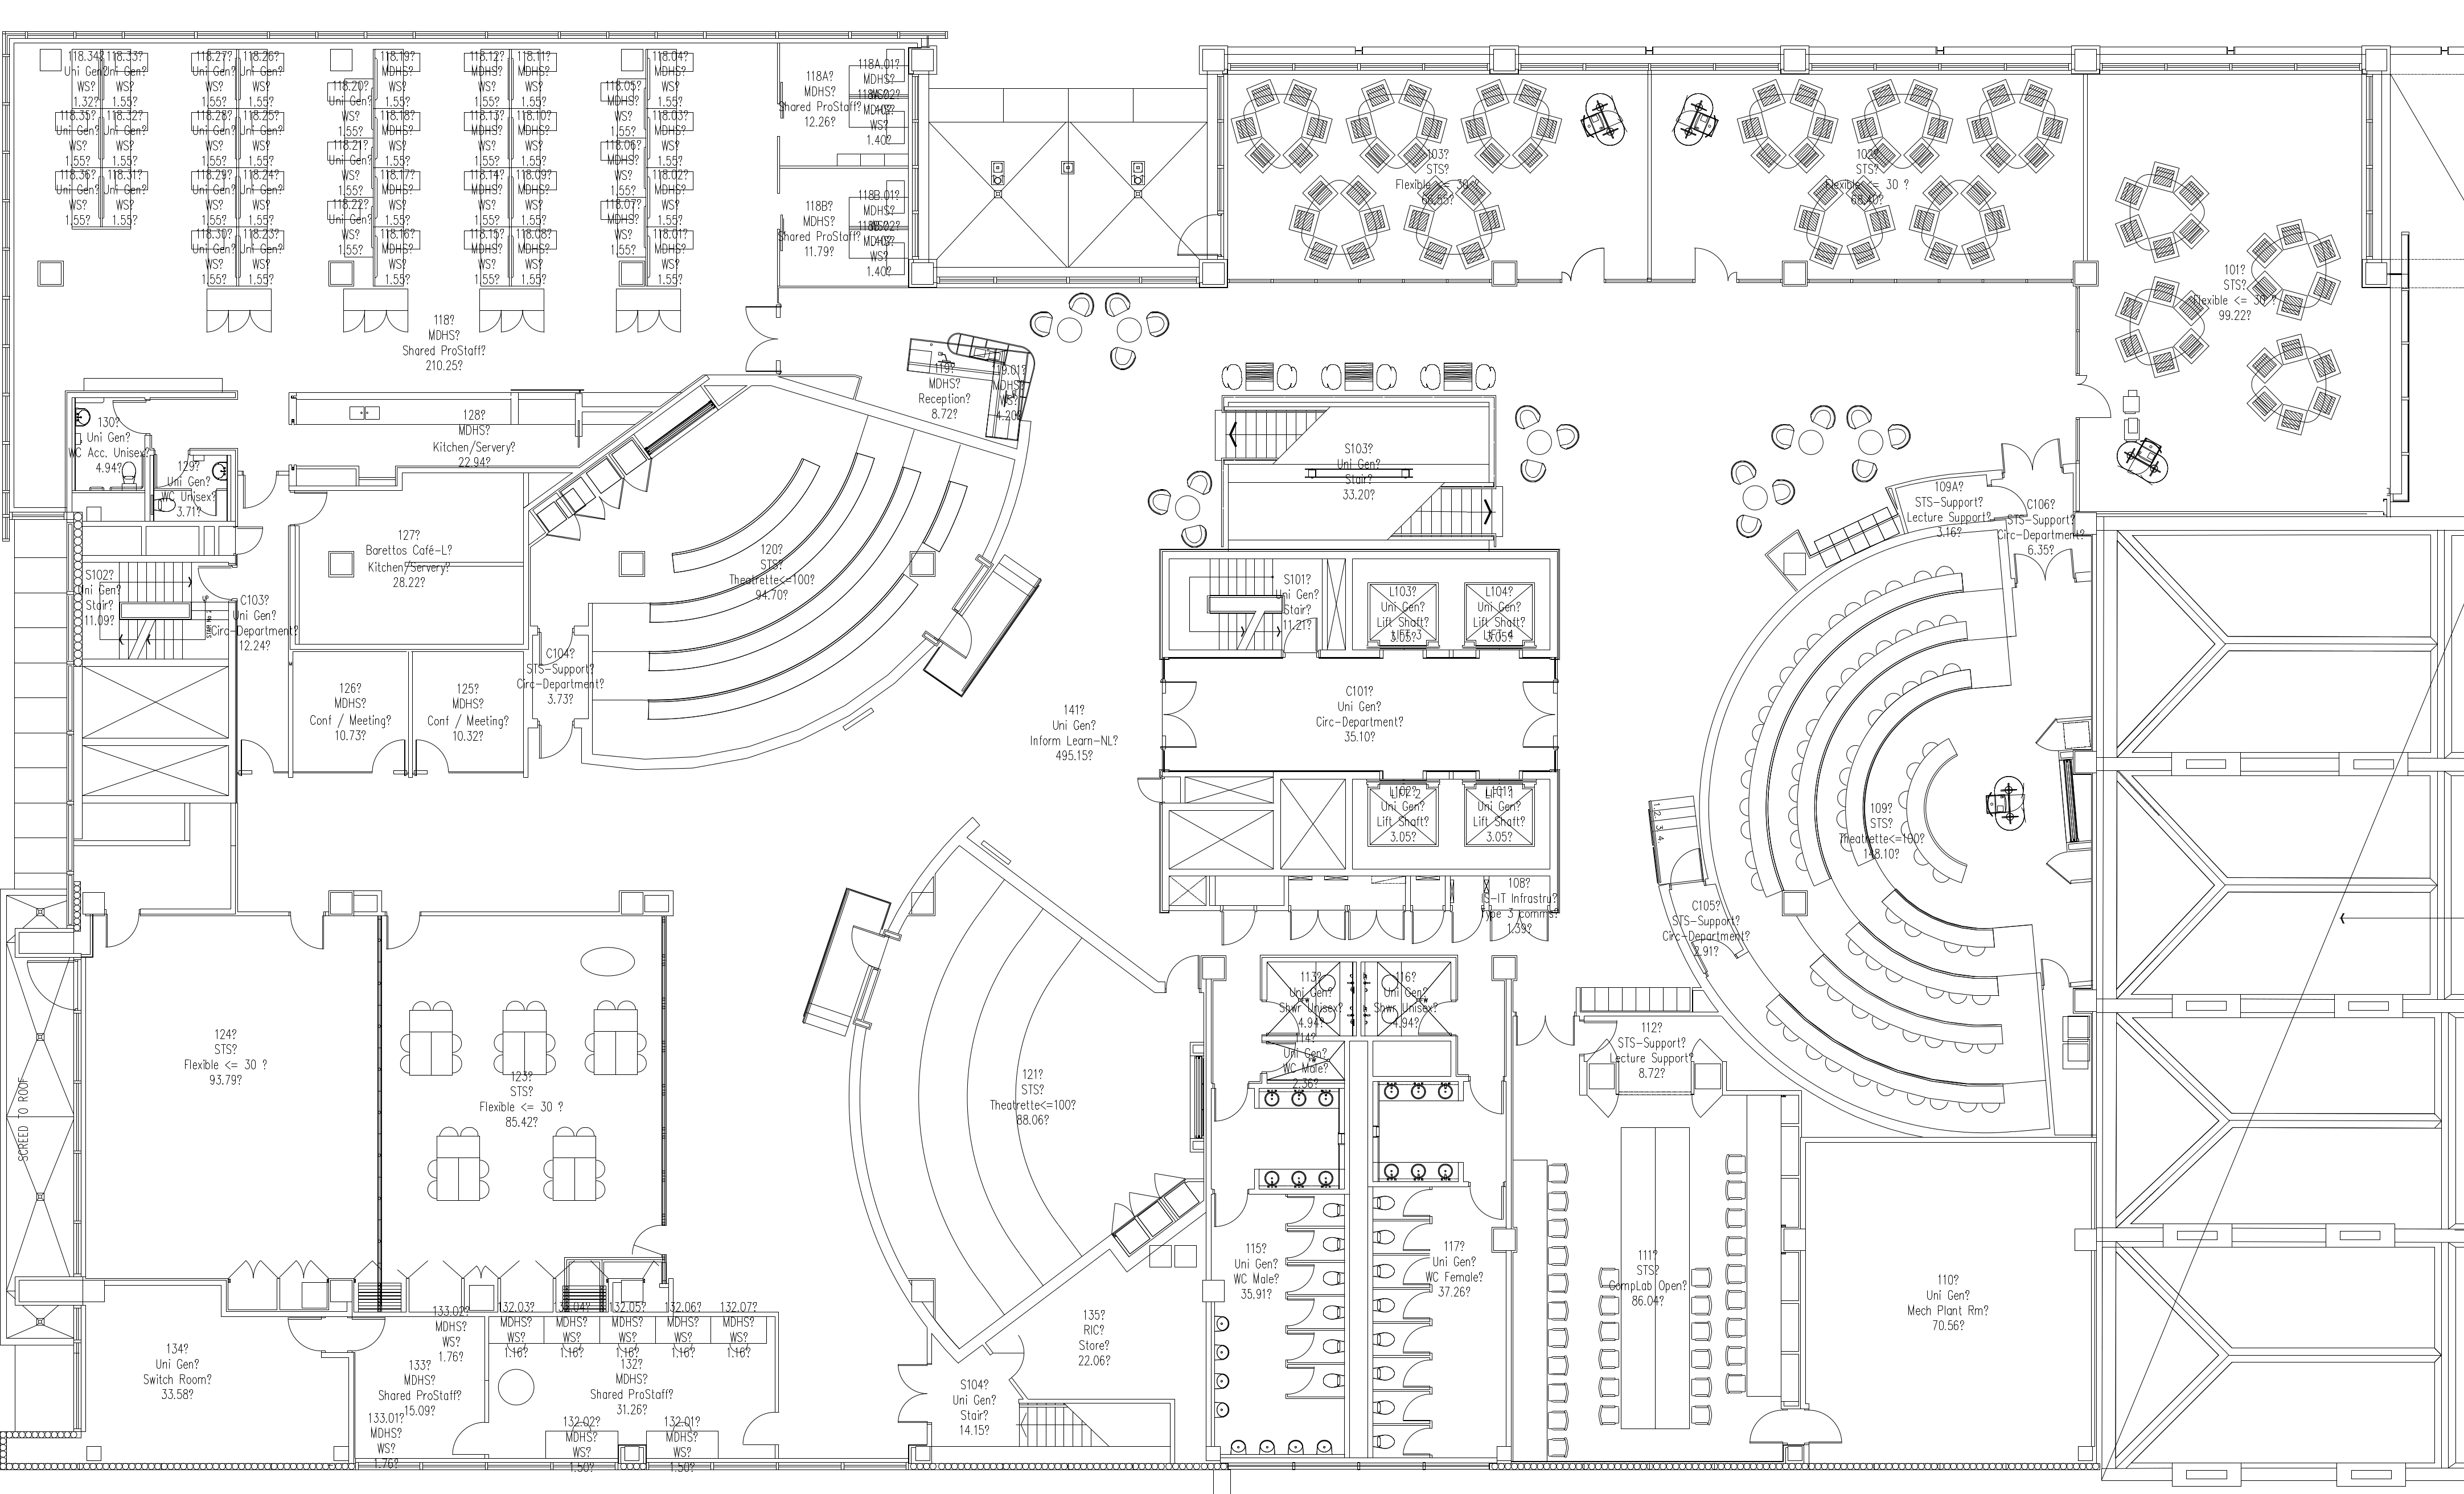 118.34?
Uni Gen?
WS?
1.32?
118.33?
Uni Gen?
WS?
1.55?
118.27?
Uni Gen?
WS?
1.55?
118.26?
Uni Gen?
WS?
1.55?
118.19?
MDHS?
WS?
1.55?
118.12?
MDHS?
WS?
1.55?
118.11?
MDHS?
WS?
1.55?
118.04?
MDHS?
WS?
1.55?
118.20?
Uni Gen?
WS?
1.55?
118.05?
MDHS?
WS?
1.55?
118.35?
Uni Gen?
WS?
1.55?
118.32?
Uni Gen?
WS?
1.55?
118.28?
Uni Gen?
WS?
1.55?
118.25?
Uni Gen?
WS?
1.55?
118.18?
MDHS?
WS?
1.55?
118.13?
MDHS?
WS?
1.55?
118.10?
MDHS?
WS?
1.55?
118.03?
MDHS?
WS?
1.55?
118.21?
Uni Gen?
WS?
1.55?
118.06?
MDHS?
WS?
1.55?
118.36?
Uni Gen?
WS?
1.55?
118.31?
Uni Gen?
WS?
1.55?
118.29?
Uni Gen?
WS?
1.55?
118.24?
Uni Gen?
WS?
1.55?
118.17?
MDHS?
WS?
1.55?
118.14?
MDHS?
WS?
1.55?
118.09?
MDHS?
WS?
1.55?
118.02?
MDHS?
WS?
1.55?
118.22?
Uni Gen?
WS?
1.55?
118.07?
MDHS?
WS?
1.55?
118.30?
Uni Gen?
WS?
1.55?
118.23?
Uni Gen?
WS?
1.55?
118.16?
MDHS?
WS?
1.55?
118.15?
MDHS?
WS?
1.55?
118.08?
MDHS?
WS?
1.55?
118.01?
MDHS?
WS?
1.55?
118A?
MDHS?
Shared ProStaff?
12.26?
118A.01?
MDHS?
MDHS?
WS?
1.40?
118B?
MDHS?
Shared ProStaff?
11.79?
118B.01?
MDHS?
MDHS?
WS?
1.40?
103?
STS?
Flexible <= 30 ?
102?
STS?
Flexible <= 30 ?
68.40?
101?
STS?
Flexible <= 30 ?
99.22?
118?
MDHS?
Shared ProStaff?
210.25?
119?
MDHS?
Reception?
8.72?
119.01?
MDHS?
WS?
4.20?
130?
Uni Gen?
WC Acc. Unisex?
4.94?
129?
Uni Gen?
WC Unisex?
3.71?
128?
MDHS?
Kitchen/Servery?
22.94?
S103?
Uni Gen?
Stair?
33.20?
109A?
STS-Support?
Lecture Support?
3.16?
C106?
STS-Support?
Circ-Department?
6.35?
127?
Barettos Café-L?
Kitchen/Servery?
28.22?
120?
STS?
Theatrette<=100?
94.70?
S102?
Uni Gen?
Stair?
11.09?
UP
C103?
Uni Gen?
Circ-Department?
12.24?
S101?
Uni Gen?
Stair?
11.21?
L103?
Uni Gen?
Lift Shaft?
3.05?
LIFT 3
L104?
Uni Gen?
Lift Shaft?
3.05?
LIFT 4
C104?
STS-Support?
Circ-Department?
3.73?
126?
MDHS?
Conf / Meeting?
10.73?
125?
MDHS?
Conf / Meeting?
10.32?
141?
Uni Gen?
Inform Learn-NL?
495.15?
C101?
Uni Gen?
Circ-Department?
35.10?
LIFT 2
L102?
Uni Gen?
Lift Shaft?
3.05?
LIFT 1
L101?
Uni Gen?
Lift Shaft?
3.05?
109?
STS?
Theatrette<=100?
148.10?
1.
2.
3.
4.
108?
IS-IT Infrastru?
Type 3 comms?
1.39?
C105?
STS-Support?
Circ-Department?
2.91?
113?
Uni Gen?
Shwr Unisex?
4.94?
116?
Uni Gen?
Shwr Unisex?
4.94?
114?
Uni Gen?
WC Male?
2.36?
112?
STS-Support?
Lecture Support?
8.72?
124?
STS?
Flexible <= 30 ?
93.79?
123?
STS?
Flexible <= 30 ?
85.42?
121?
STS?
Theatrette<=100?
88.06?
SCREED TO ROOF
115?
Uni Gen?
WC Male?
35.91?
117?
Uni Gen?
WC Female?
37.26?
111?
STS?
CompLab Open?
86.04?
110?
Uni Gen?
Mech Plant Rm?
70.56?
134?
Uni Gen?
Switch Room?
33.58?
133.02?
MDHS?
WS?
1.76?
133?
MDHS?
Shared ProStaff?
15.09?
133.01?
MDHS?
WS?
1.76?
132.03?
MDHS?
WS?
1.16?
132.04?
MDHS?
WS?
1.16?
132.05?
MDHS?
WS?
1.16?
132.06?
MDHS?
WS?
1.16?
132.07?
MDHS?
WS?
1.16?
132?
MDHS?
Shared ProStaff?
31.26?
132.02?
MDHS?
WS?
1.50?
132.01?
MDHS?
WS?
1.50?
135?
RIC?
Store?
22.06?
S104?
Uni Gen?
Stair?
14.15?